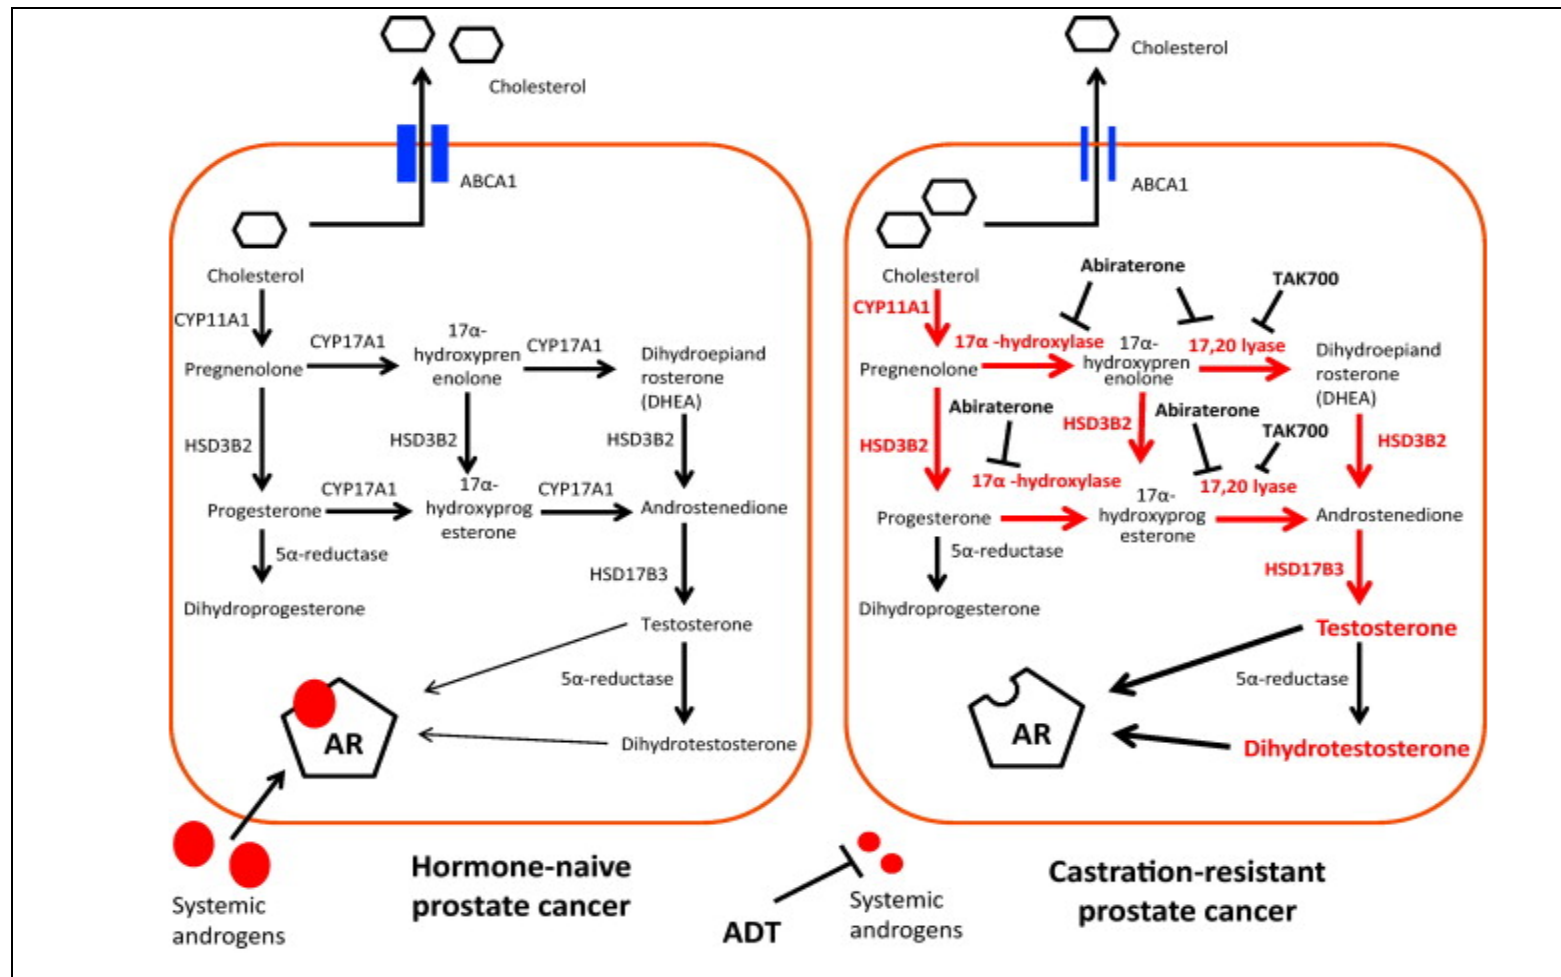 Cholesterol
ABCA1
Cholesterol
CYP11A1
CYP17A1
17α-
hydroxypren
enolone
CYP17A1
Pregnenolone
Dihydroepiand
rosterone
(DHEA)
HSD3B2
HSD3B2
HSD3B2
CYP17A1
17α-
hydroxyprog
esterone
CYP17A1
Progesterone
Androstenedione
5α-reductase
HSD17B3
Dihydroprogesterone
Testosterone
5α-reductase
AR
Dihydrotestosterone
Systemic
androgens
Hormone-naive
prostate cancer
Cholesterol
ABCA1
Cholesterol
Abiraterone
TAK700
CYP11A1
17α -hydroxylase
17α-
hydroxypren
enolone
17,20 lyase
Pregnenolone
Dihydroepiand
rosterone
(DHEA)
Abiraterone
HSD3B2
Abiraterone
TAK700
HSD3B2
HSD3B2
17α -hydroxylase
17,20 lyase
17α-
hydroxyprog
esterone
Progesterone
Androstenedione
5α-reductase
HSD17B3
Dihydroprogesterone
Testosterone
5α-reductase
AR
Dihydrotestosterone
ADT
Systemic
androgens
Castration-resistant
prostate cancer